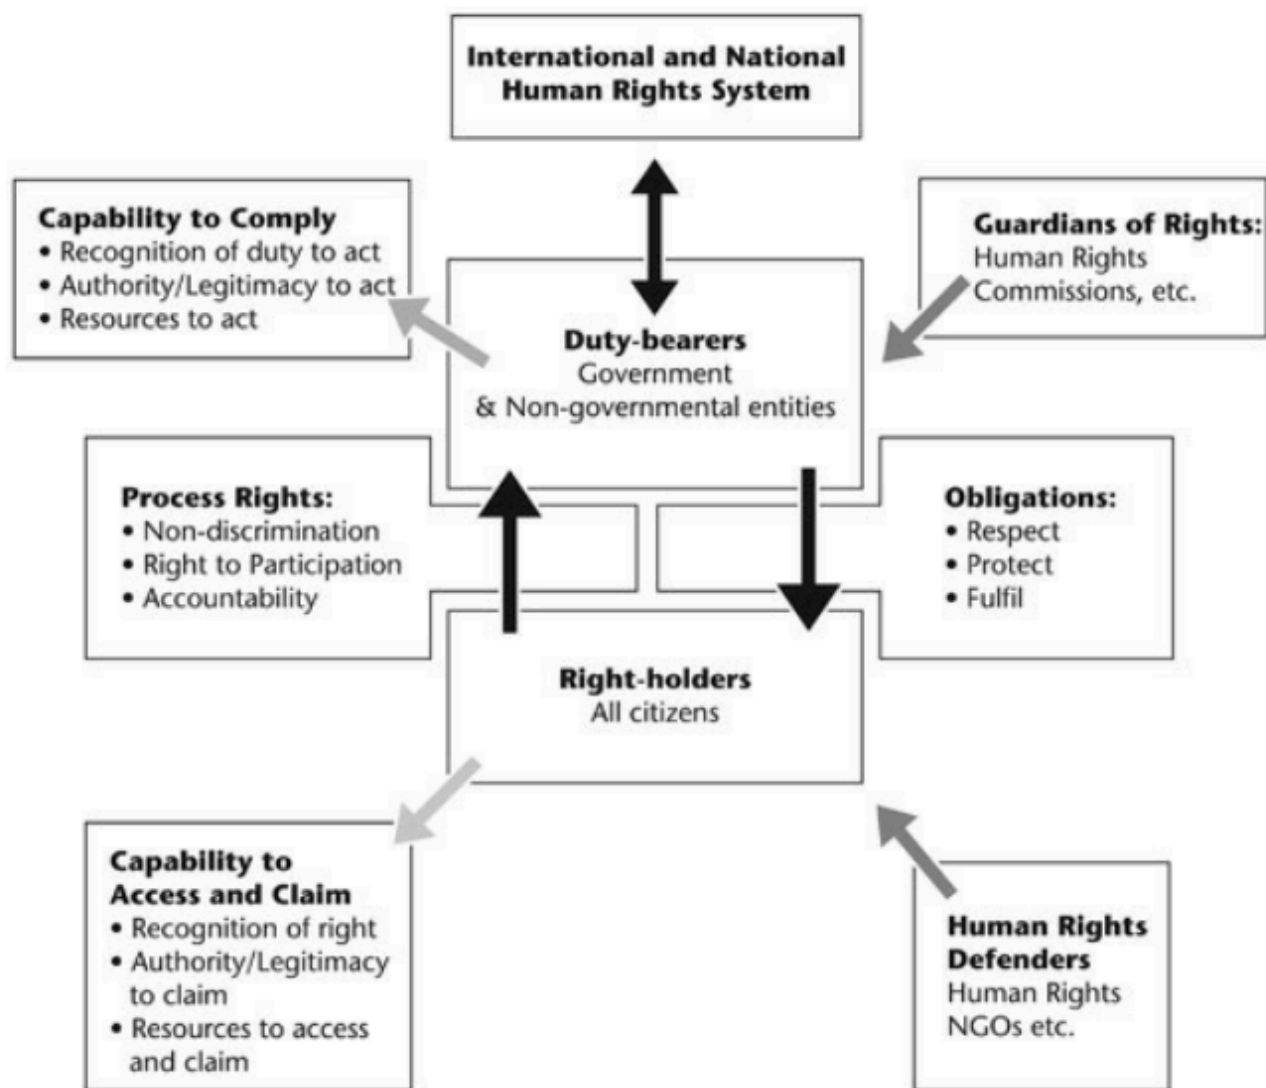 International and National
Human Rights System
Capability to Comply
• Recognition of duty to act
• Authority/Legitimacy to act
• Resources to act
Guardians of Rights:
Human Rights
Commissions, etc.
Duty-bearers
Government
& Non-governmental entities
Process Rights:
• Non-discrimination
• Right to Participation
• Accountability
Obligations:
• Respect
• Protect
• Fulfil
Right-holders
All citizens
Capability to
Access and Claim
• Recognition of right
• Authority/Legitimacy
to claim
• Resources to access
and claim
Human Rights
Defenders
Human Rights
NGOs etc.